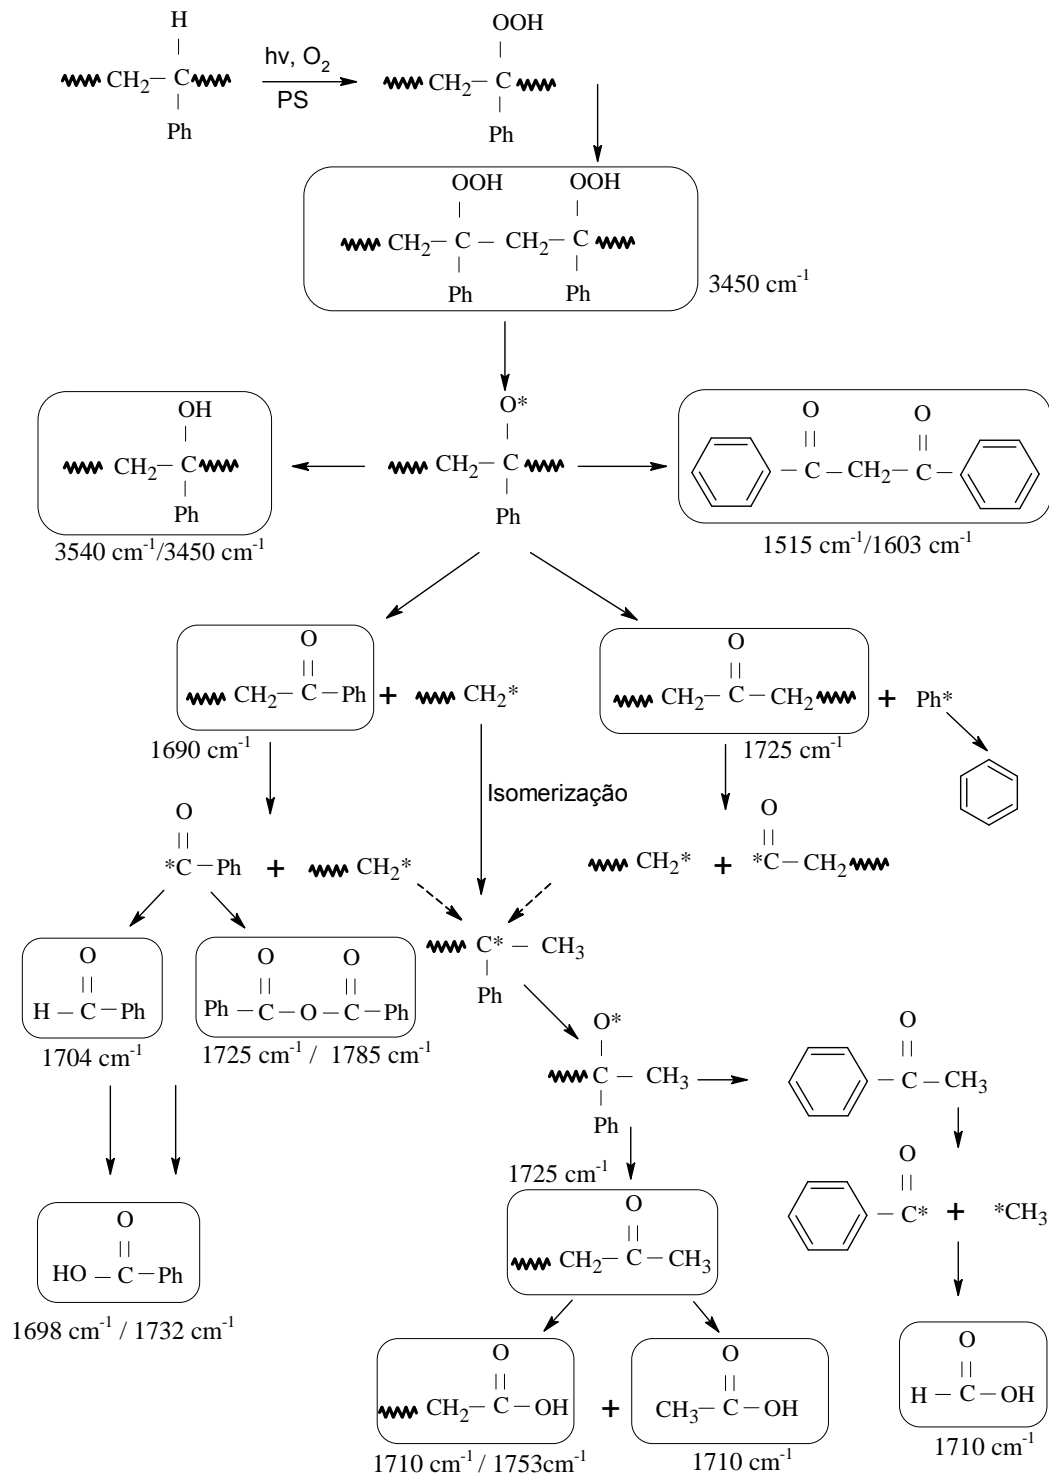 H
CH2 – C
Ph
hν, O2
PS
OOH
CH2 – C
Ph
OOH OOH
CH2 – C – CH2 – C
Ph Ph
3450 cm-1
OH
CH2 – C
Ph
3540 cm-1/3450 cm-1
O*
CH2 – C
Ph
O O
– C – CH2 – C –
1515 cm-1/1603 cm-1
O
CH2 – C – Ph + CH2*
1690 cm-1
O
CH2 – C – CH2 + Ph*
1725 cm-1
Isomerização
O
*C – Ph + CH2*
O
CH2* + *C – CH2
C* – CH3
Ph
O
H – C – Ph
1704 cm-1
O O
Ph – C – O – C – Ph
1725 cm-1 / 1785 cm-1
O*
C – CH3
Ph
O
– C – CH3
O
– C* + *CH3
O
HO – C – Ph
1698 cm-1 / 1732 cm-1
1725 cm-1
O
CH2 – C – CH3
O
CH2 – C – OH +
1710 cm-1 / 1753cm-1
O
CH3 – C – OH
1710 cm-1
O
H – C – OH
1710 cm-1